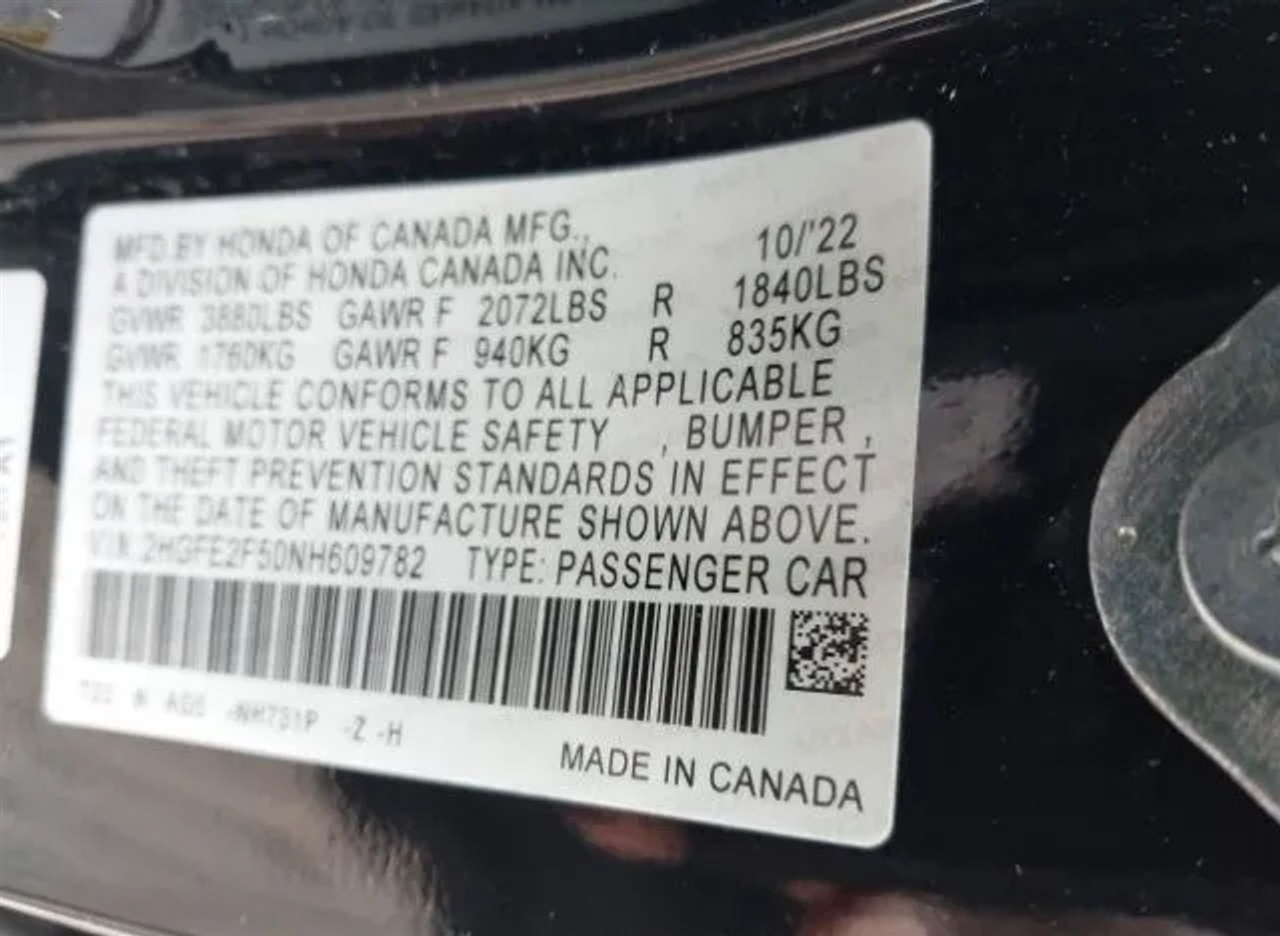 MFD.BY HONDA OF CANADA MFG., 10/'22
A DIVISION OF HONDA CANADA INC.
GVWR 3880LBS GAWR F 2072LBS R 1840LBS
GVWR 1760KG GAWR F 940KG R 835KG
THIS VEHICLE CONFORMS TO ALL APPLICABLE
FEDERAL MOTOR VEHICLE SAFETY , BUMPER ,
AND THEFT PREVENTION STANDARDS IN EFFECT
ON THE DATE OF MANUFACTURE SHOWN ABOVE.
VIN: 2HGFE2F50NH609782 TYPE: PASSENGER CAR
-NH731P -Z -H
MADE IN CANADA